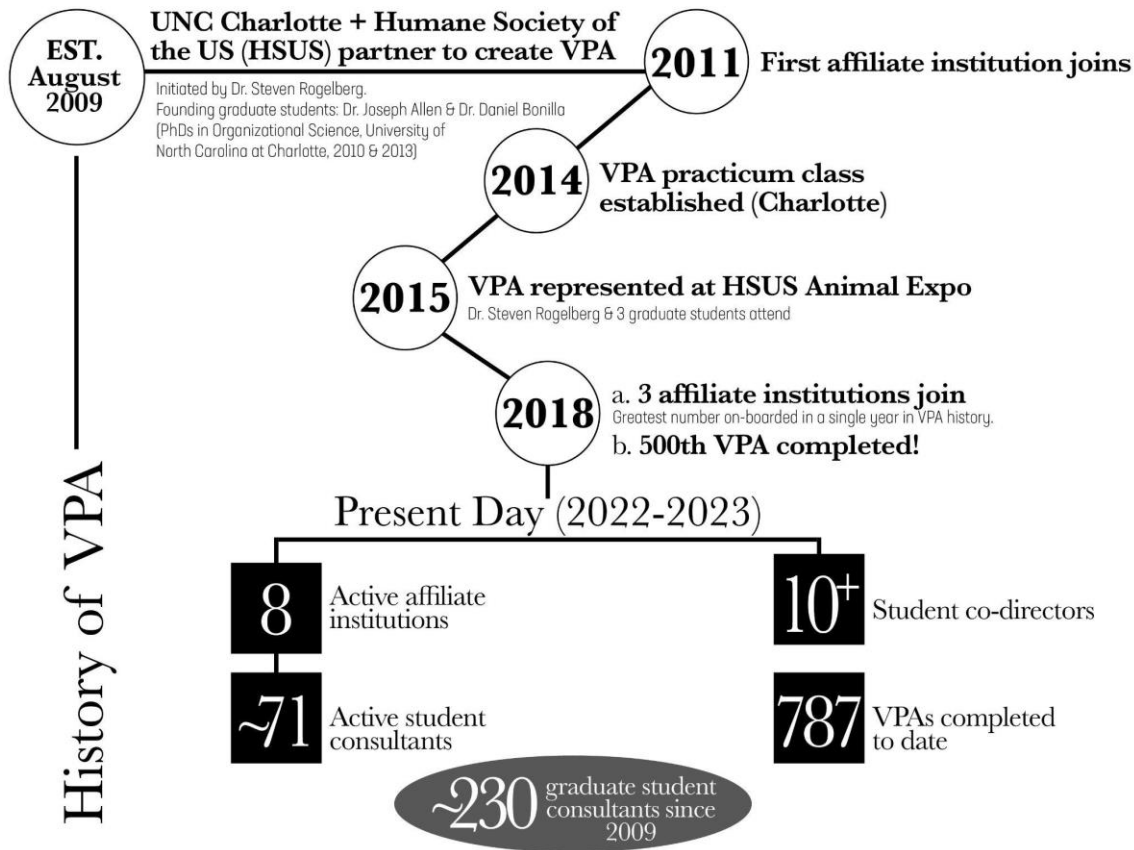 EST.
August
2009
UNC Charlotte + Humane Society of
the US (HSUS) partner to create VPA
Initiated by Dr. Steven Rogelberg.
Founding graduate students: Dr. Joseph Allen & Dr. Daniel Bonilla
(PhDs in Organizational Science, University of
North Carolina at Charlotte, 2010 & 2013)
2011
First affiliate institution joins
2014
VPA practicum class
established (Charlotte)
2015
VPA represented at HSUS Animal Expo
Dr. Steven Rogelberg & 3 graduate students attend
2018
a. 3 affiliate institutions join
Greatest number on-boarded in a single year in VPA history.
b. 500th VPA completed!
History of VPA
Present Day (2022-2023)
8
Active affiliate
institutions
10+
Student co-directors
~71
Active student
consultants
787
VPAs completed
to date
~230
graduate student
consultants since
2009